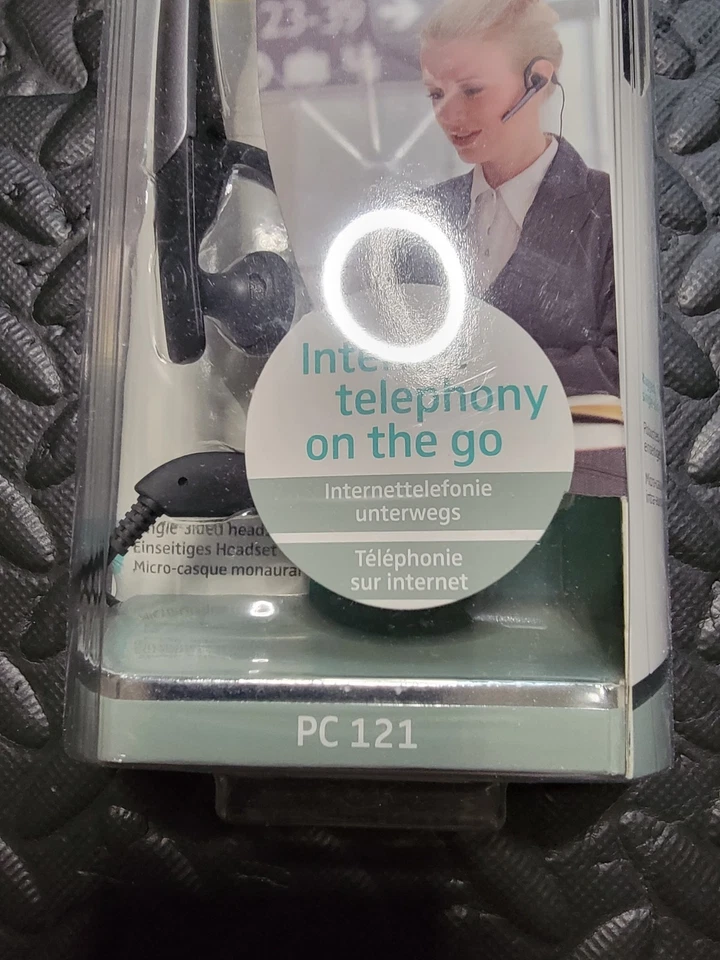 23-39
telephony
on the go
Internettelefonie
unterwegs
Téléphonie
sur internet
Einseitiges Headset
Micro-casque monaural
PC 121